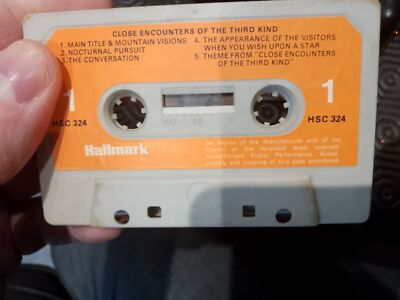 CLOSE ENCOUNTERS OF THE THIRD KIND
1. MAIN TITLE & MOUNTAIN VISIONS
2. NOCTURNAL PURSUIT
3. THE CONVERSATION
4. THE APPEARANCE OF THE VISITORS
WHEN YOU WISH UPON A STAR
5. THEME FROM "CLOSE ENCOUNTERS
OF THE THIRD KIND"
1
HSC 324
100 50 0
1
HSC 324
Hallmark
All Rights of the Manufacturer and of the
owner of the recorded work reserved
Unauthorised Public Performance, Broad-
casting and copying of this tape prohibited.